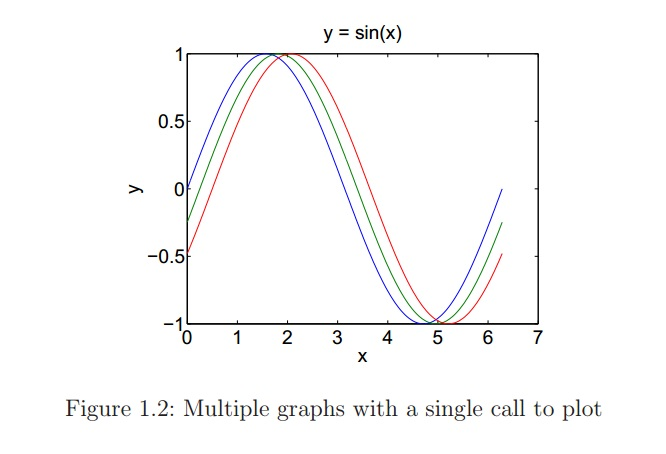 y = sin(x)
1
0.5
0
−0.5
−1
y
0 1 2 3 4 5 6 7
x
Figure 1.2: Multiple graphs with a single call to plot